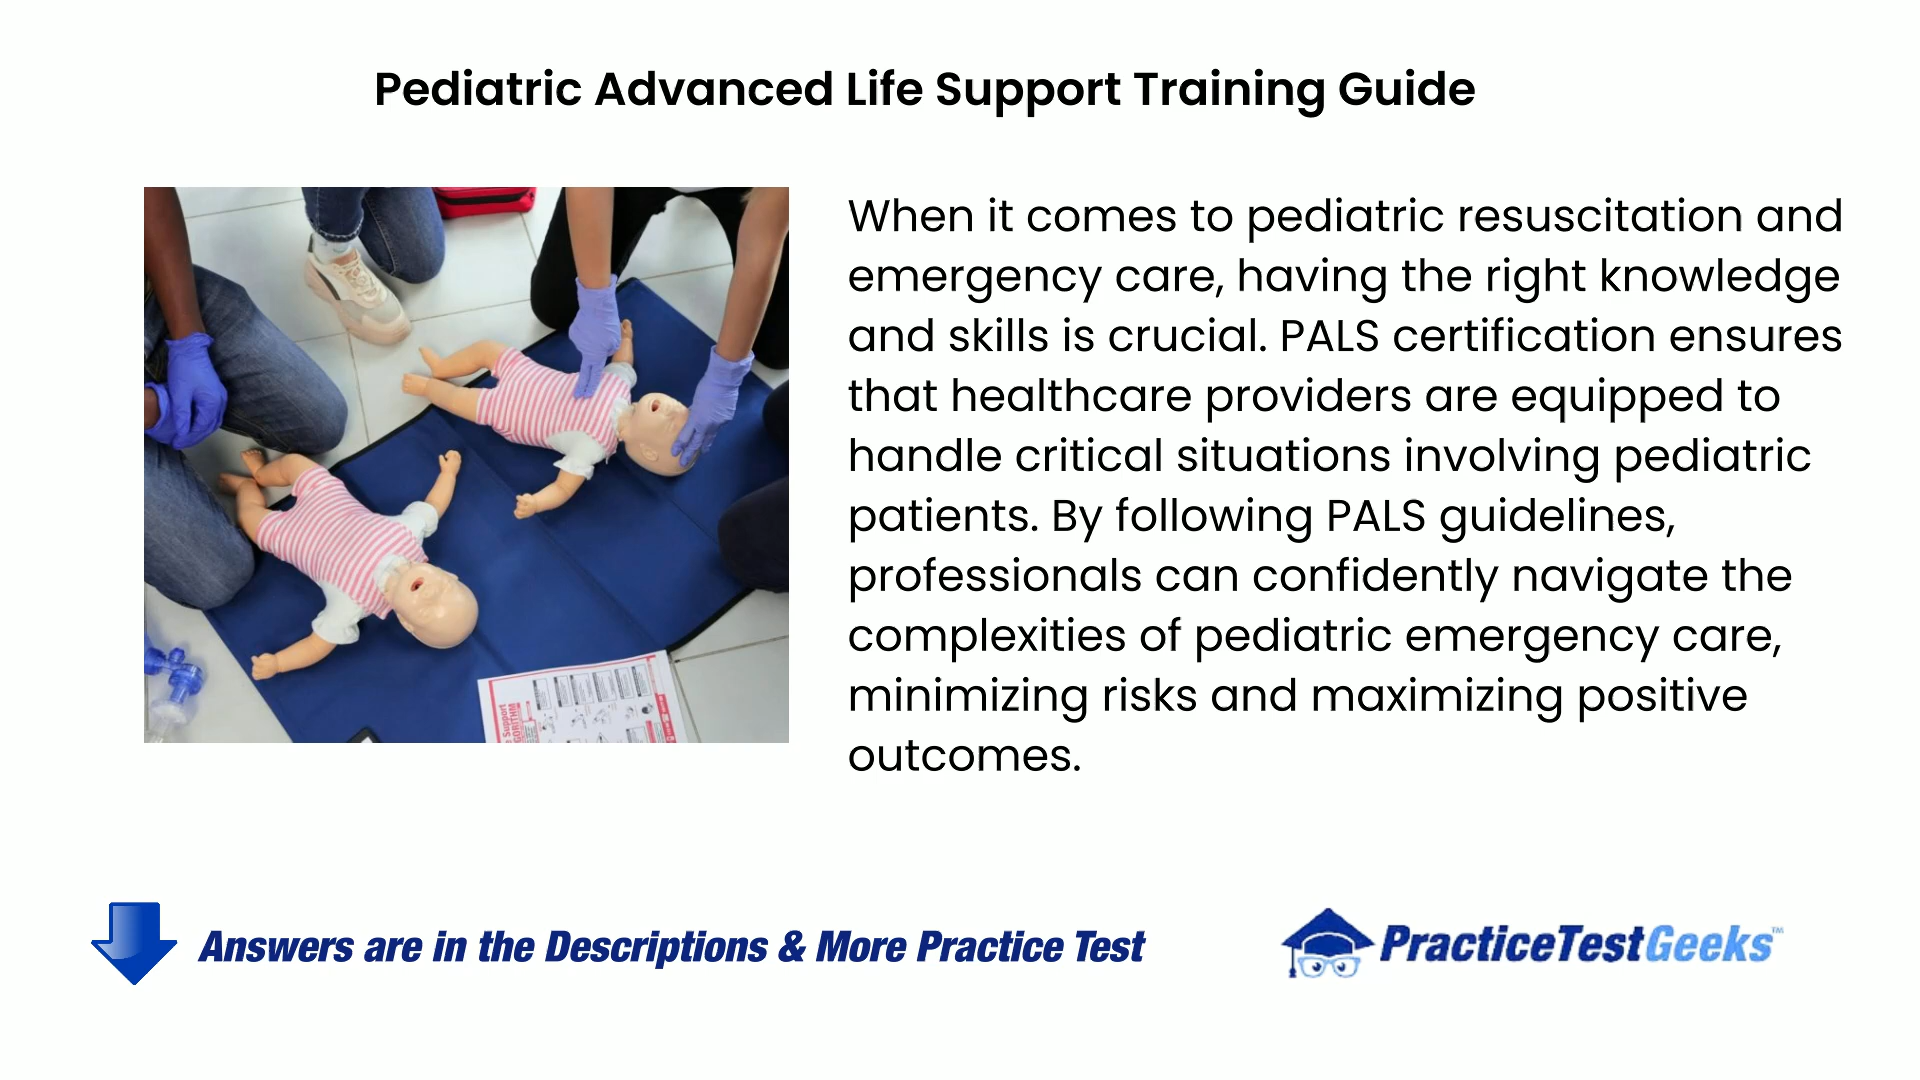 Pediatric Advanced Life Support Training Guide
When it comes to pediatric resuscitation and
emergency care, having the right knowledge
and skills is crucial. PALS certification ensures
that healthcare providers are equipped to
handle critical situations involving pediatric
patients. By following PALS guidelines,
professionals can confidently navigate the
complexities of pediatric emergency care,
minimizing risks and maximizing positive
outcomes.
Support
Answers are in the Descriptions & More Practice Test
PracticeTestGeeks™